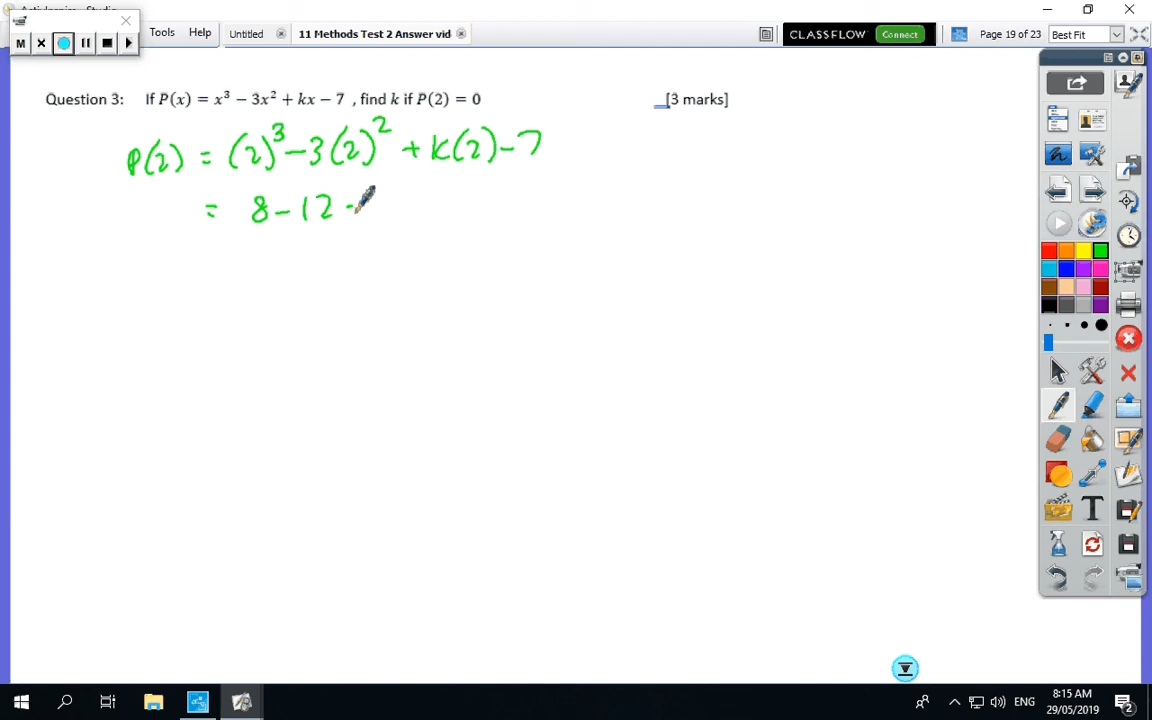 Tools Help Untitled 11 Methods Test 2 Answer vid CLASSFLOW Connect Page 19 of 23 Best Fit
M
Question 3: If P(x) = x³ − 3x² + kx − 7 , find k if P(2) = 0 [3 marks]
P(2) = (2)³ − 3(2)² + k(2) − 7
= 8 − 12
T
8:15 AM
ENG
29/05/2019
2